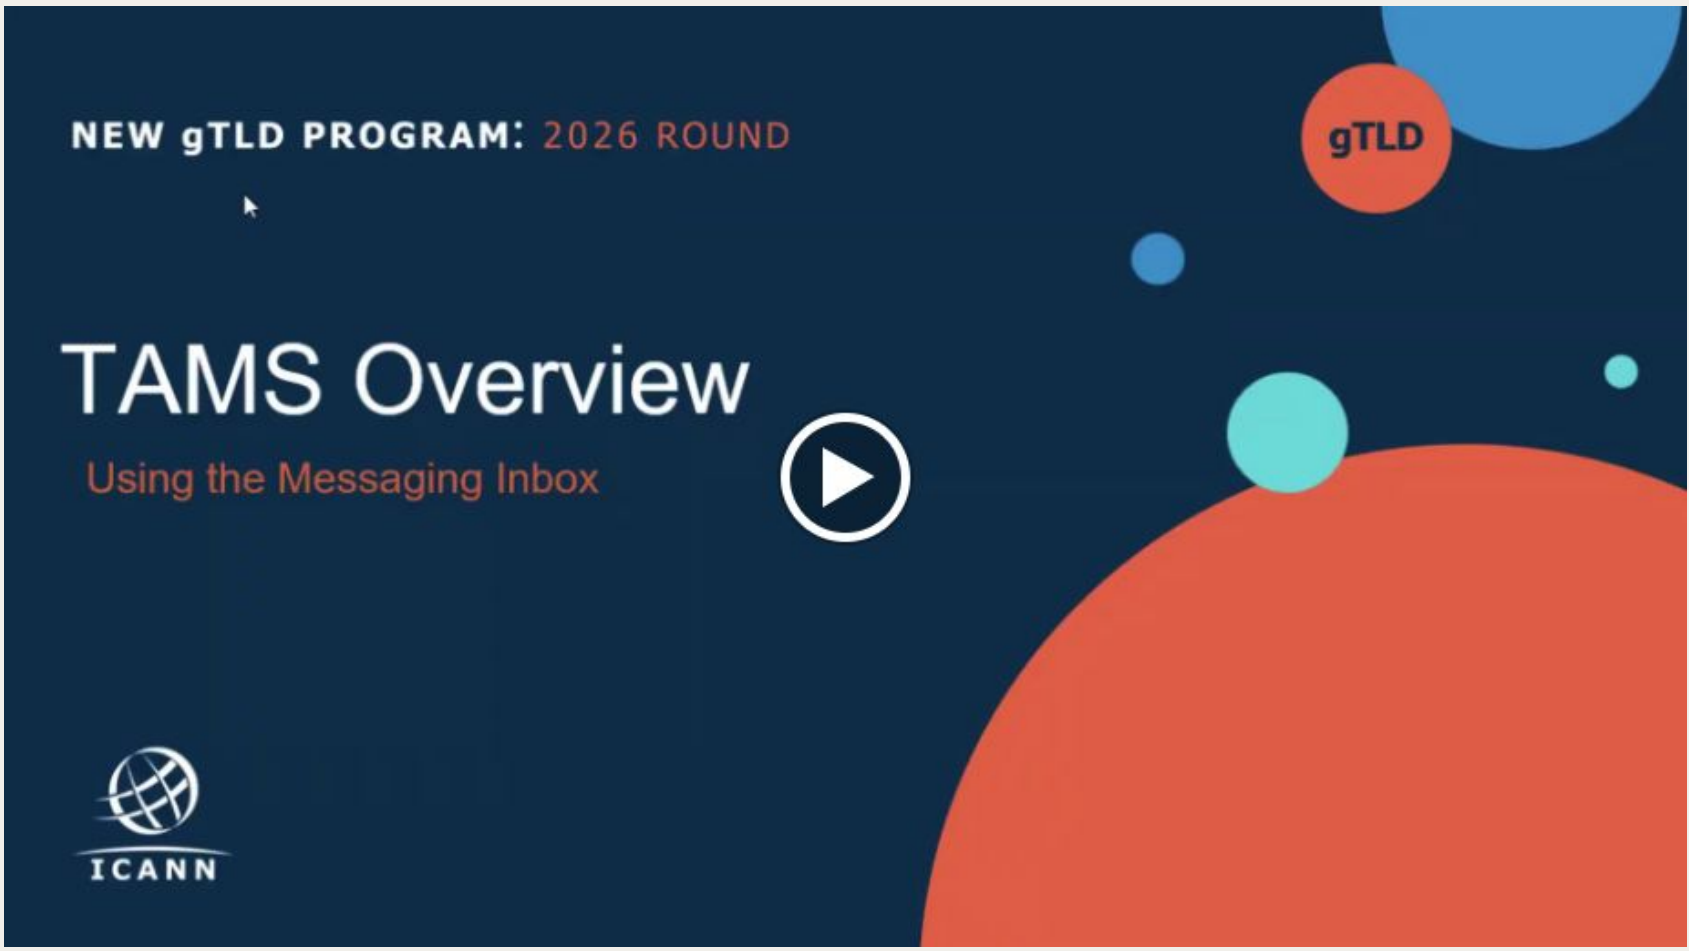 NEW gTLD PROGRAM: 2026 ROUND
gTLD
TAMS Overview
Using the Messaging Inbox
ICANN